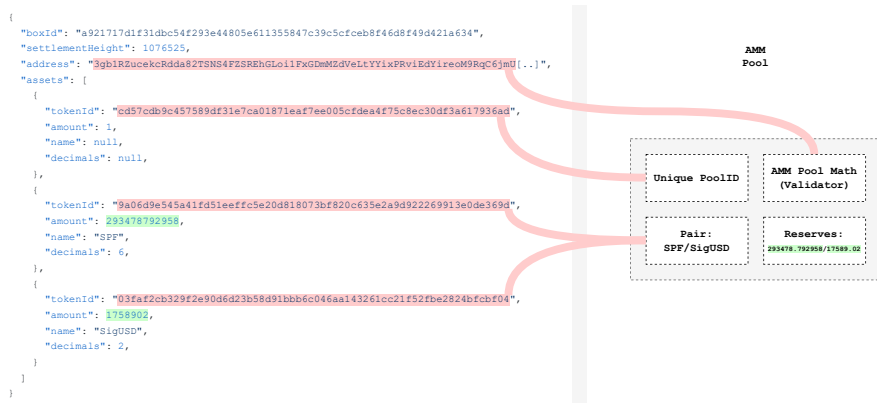 {
"boxId": "a921717d1f31dbc54f293e44805e611355847c39c5cfceb8f46d8f49d421a634",
"settlementHeight": 1076525,
"address": "3gb1RZucekcRdda82TSNS4FZSREhGLoi1FxGDmMZdVeLtYYixPRviEdYireoM9RqC6jmU[..]",
"assets": [
{
"tokenId": "cd57cdb9c457589df31e7ca01871eaf7ee005cfdea4f75c8ec30df3a617936ad",
"amount": 1,
"name": null,
"decimals": null,
},
{
"tokenId": "9a06d9e545a41fd51eeffc5e20d818073bf820c635e2a9d922269913e0de369d",
"amount": 293478792958,
"name": "SPF",
"decimals": 6,
},
{
"tokenId": "03faf2cb329f2e90d6d23b58d91bbb6c046aa143261cc21f52fbe2824bfcbf04",
"amount": 1758902,
"name": "SigUSD",
"decimals": 2,
}
]
}
AMM
Pool
Unique PoolID
AMM Pool Math
(Validator)
Pair:
SPF/SigUSD
Reserves:
293478.792958/17589.02